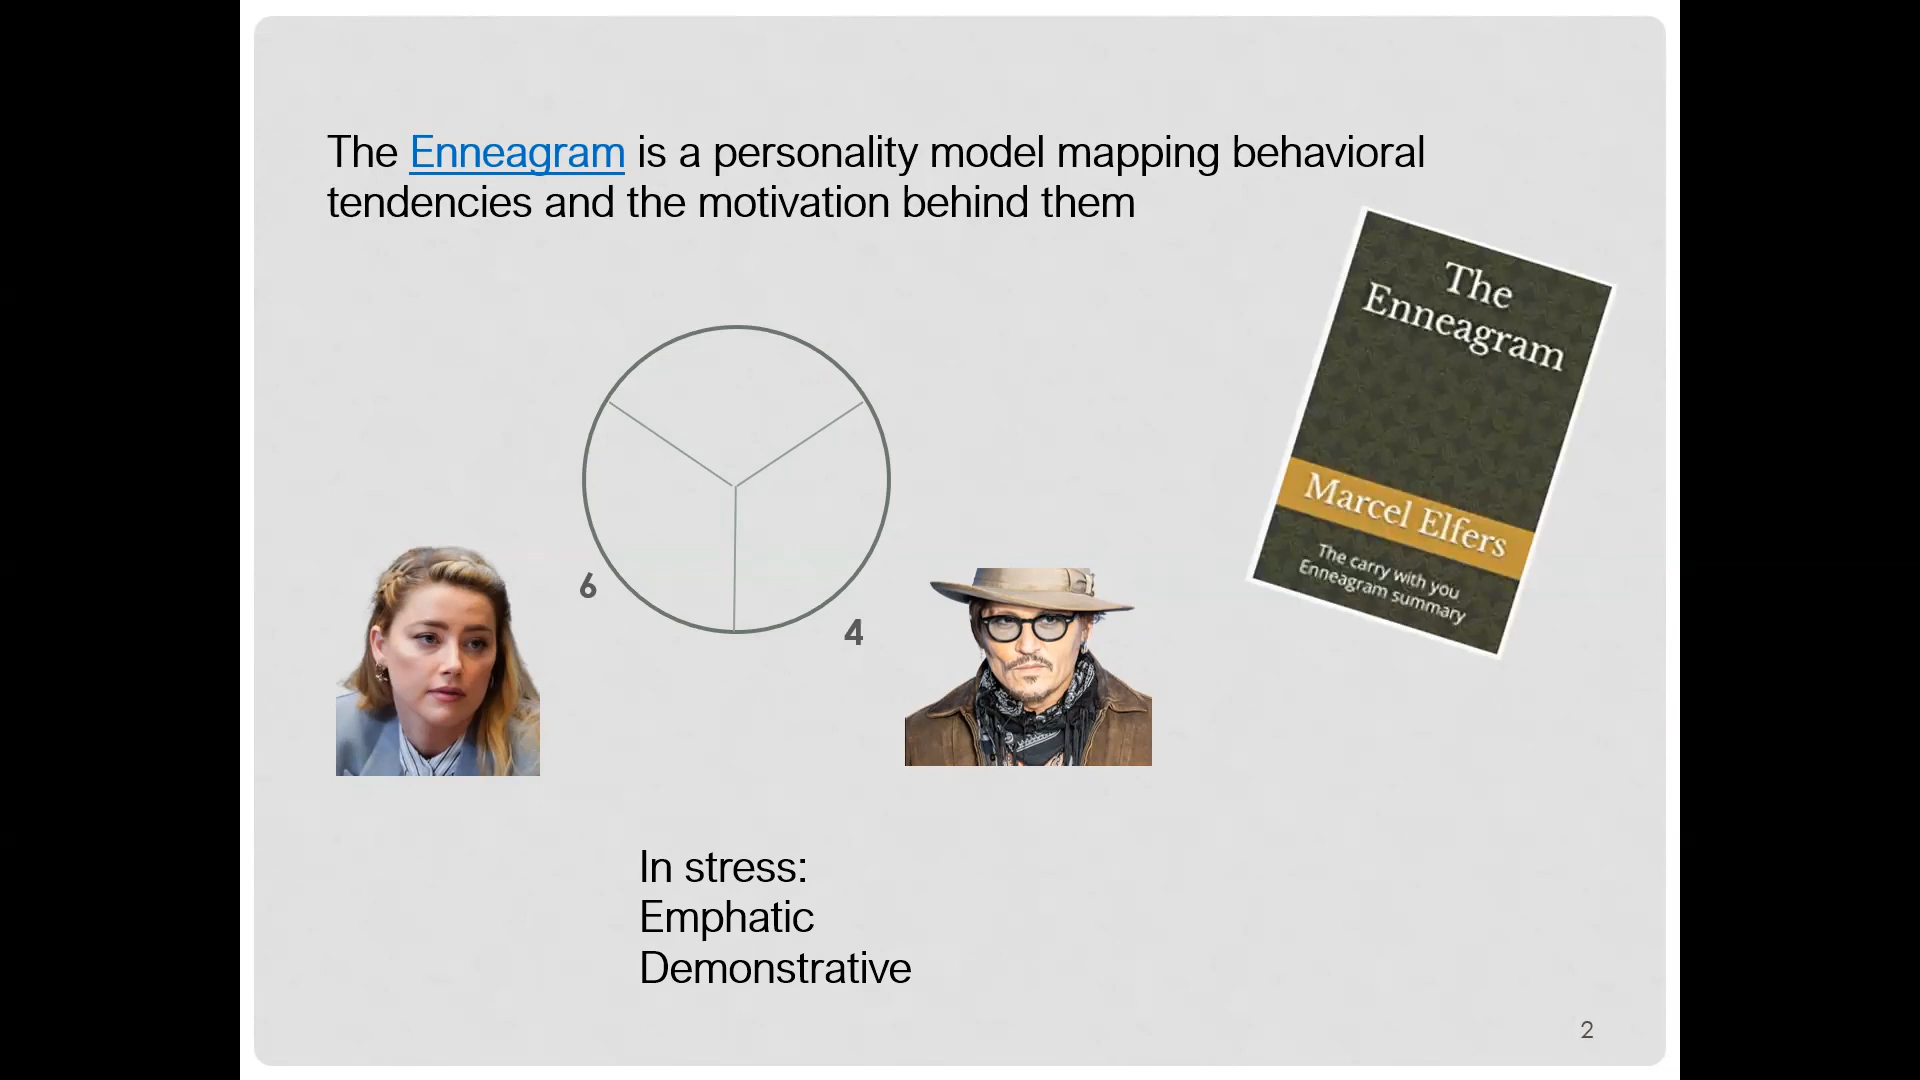 The Enneagram is a personality model mapping behavioral
tendencies and the motivation behind them
The
Enneagram
Marcel Elfers
The carry with you
Enneagram summary
6
4
In stress:
Emphatic
Demonstrative
2